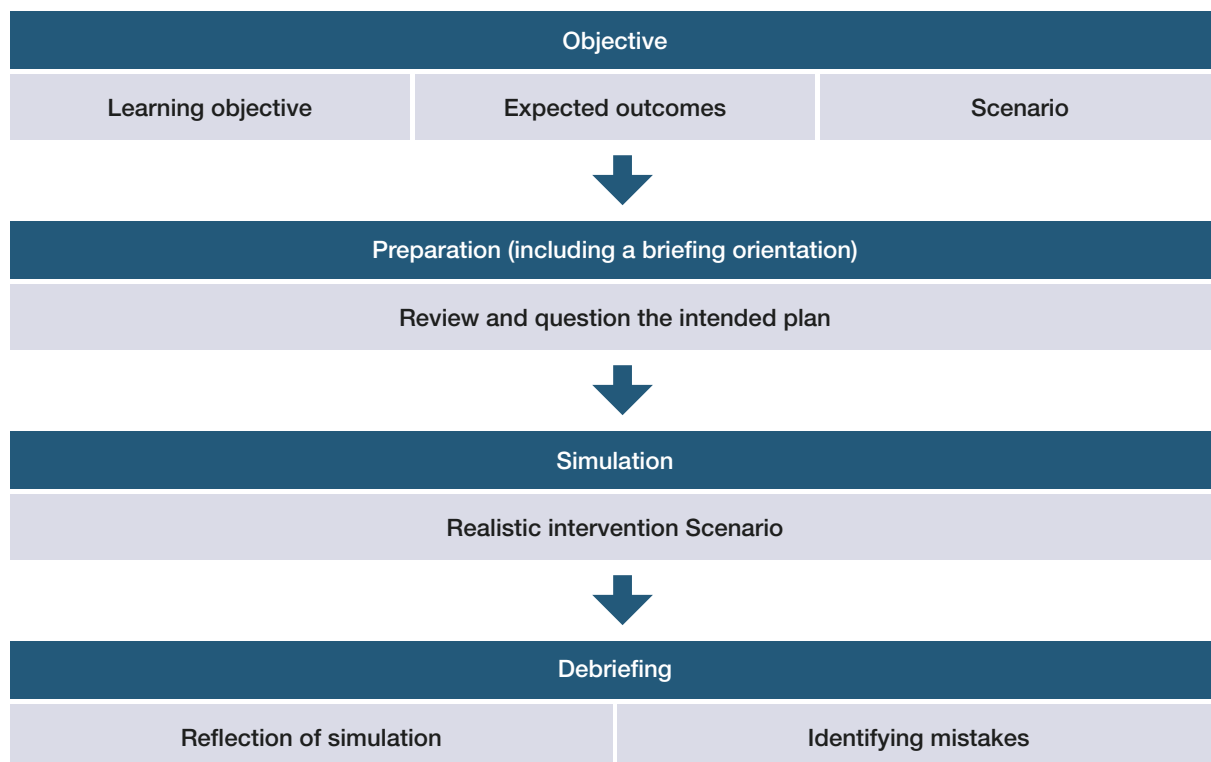 Objective
Learning objective
Expected outcomes
Scenario
Preparation (including a briefing orientation)
Review and question the intended plan
Simulation
Realistic intervention Scenario
Debriefing
Reflection of simulation
Identifying mistakes